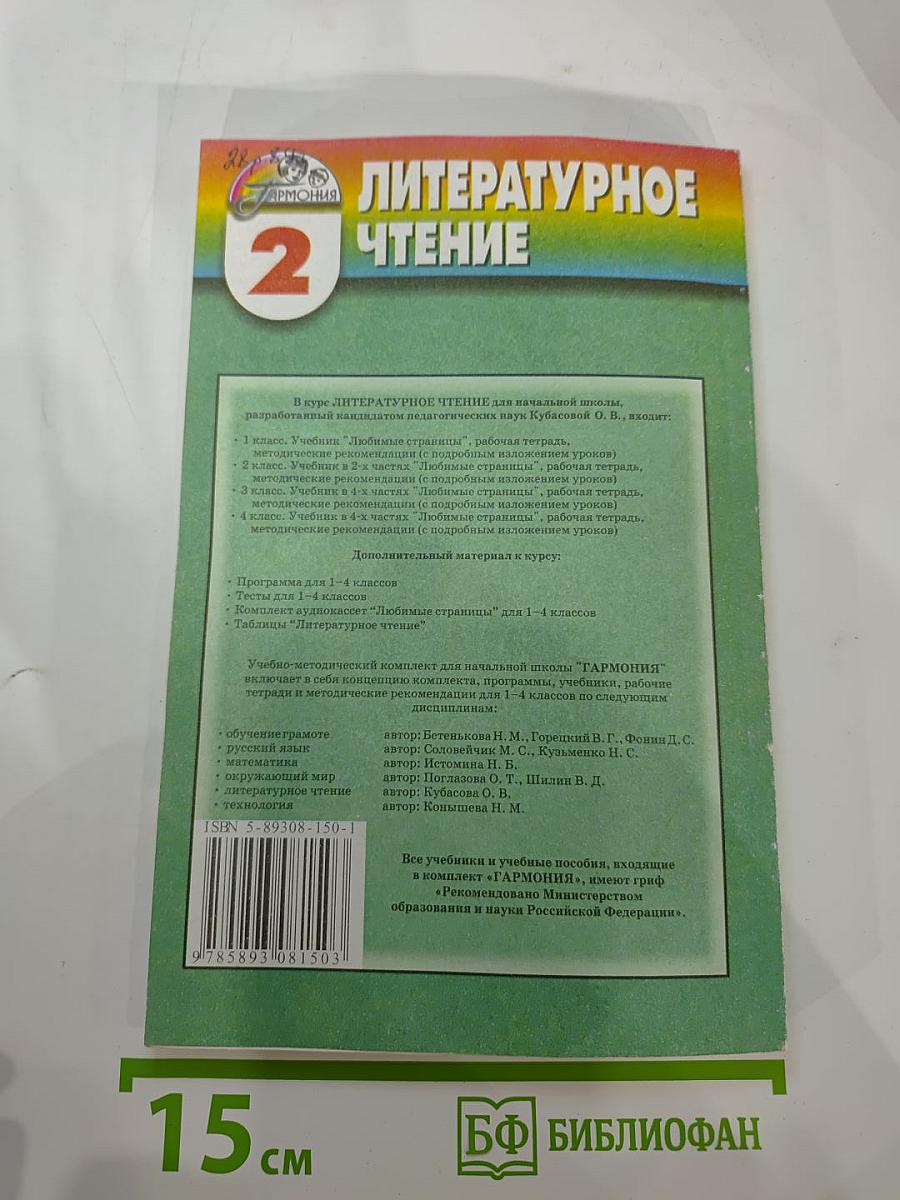 ГАРМОНИЯ
2
ЛИТЕРАТУРНОЕ
ЧТЕНИЕ
В курс ЛИТЕРАТУРНОЕ ЧТЕНИЕ для начальной школы,
разработанный кандидатом педагогических наук Кубасовой О. В., входит:
· 1 класс. Учебник "Любимые страницы", рабочая тетрадь,
методические рекомендации (с подробным изложением уроков)
· 2 класс. Учебник в 2-х частях "Любимые страницы", рабочая тетрадь,
методические рекомендации (с подробным изложением уроков)
· 3 класс. Учебник в 4-х частях "Любимые страницы", рабочая тетрадь,
методические рекомендации (с подробным изложением уроков)
· 4 класс. Учебник в 4-х частях "Любимые страницы", рабочая тетрадь,
методические рекомендации (с подробным изложением уроков)
Дополнительный материал к курсу:
· Программа для 1–4 классов
· Тесты для 1–4 классов
· Комплект аудиокассет "Любимые страницы" для 1–4 классов
· Таблицы "Литературное чтение"
Учебно-методический комплект для начальной школы "ГАРМОНИЯ"
включает в себя концепцию комплекта, программы, учебники, рабочие
тетради и методические рекомендации для 1–4 классов по следующим
дисциплинам:
· обучение грамоте автор: Бетенькова Н. М., Горецкий В. Г., Фонин Д. С.
· русский язык автор: Соловейчик М. С., Кузьменко Н. С.
· математика автор: Истомина Н. Б.
· окружающий мир автор: Поглазова О. Т., Шилин В. Д.
· литературное чтение автор: Кубасова О. В.
· технология автор: Конышева Н. М.
ISBN 5-89308-150-1
9 785893 081503
Все учебники и учебные пособия, входящие
в комплект «ГАРМОНИЯ», имеют гриф
«Рекомендовано Министерством
образования и науки Российской Федерации».
15 см
БФ БИБЛИОФАН